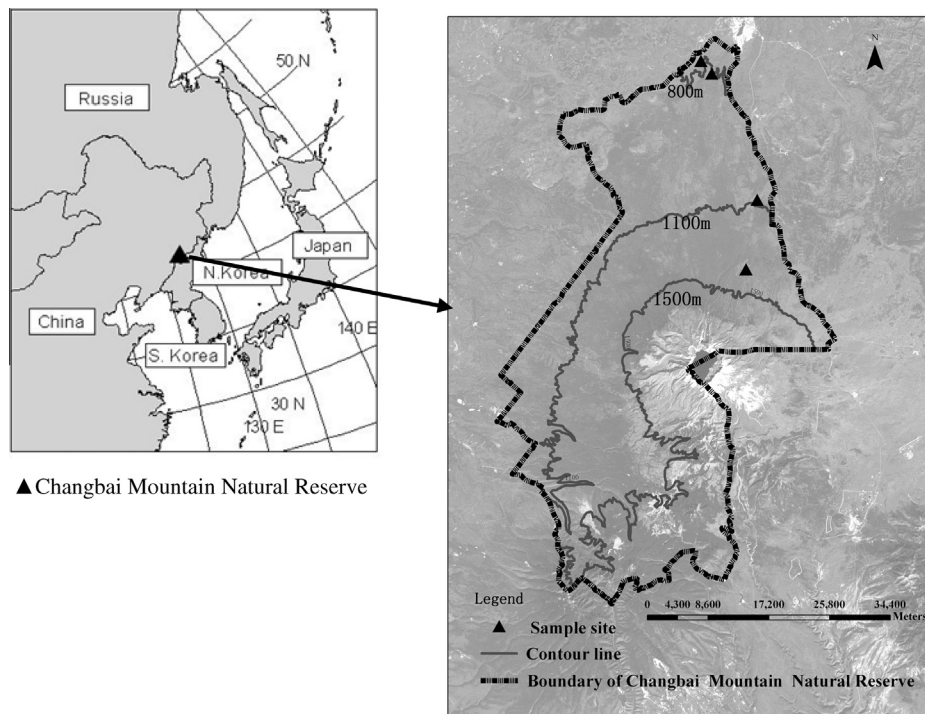 50 N
Russia
Japan
N.Korea
China
S. Korea
140 E
30 N
130 E
▲Changbai Mountain Natural Reserve
N
800m
1100m
1500m
Legend
0 4,300 8,600 17,200 25,800 34,400
Meters
Sample site
Contour line
Boundary of Changbai Mountain Natural Reserve